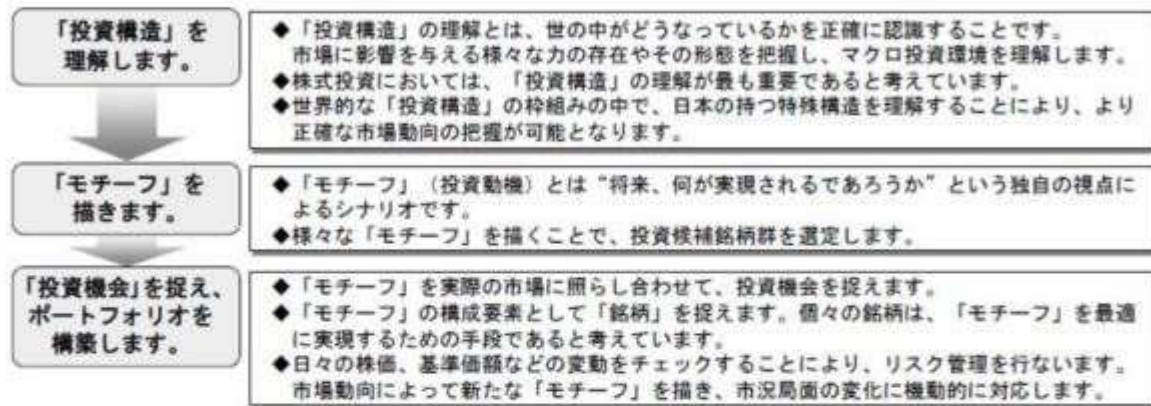 「投資構造」を
理解します。
◆「投資構造」の理解とは、世の中がどうなっているかを正確に認識することです。
市場に影響を与える様々な力の存在やその形態を把握し、マクロ投資環境を理解します。
◆株式投資においては、「投資構造」の理解が最も重要であると考えています。
◆世界的な「投資構造」の枠組みの中で、日本の持つ特殊構造を理解することにより、より
正確な市場動向の把握が可能となります。
「モチーフ」を
描きます。
◆「モチーフ」（投資動機）とは“将来、何が実現されるであろうか”という独自の視点に
よるシナリオです。
◆様々な「モチーフ」を描くことで、投資候補銘柄群を選定します。
「投資機会」を捉え、
ポートフォリオを
構築します。
◆「モチーフ」を実際の市場に照らし合わせて、投資機会を捉えます。
◆「モチーフ」の構成要素として「銘柄」を捉えます。個々の銘柄は、「モチーフ」を最適
に実現するための手段であると考えています。
◆日々の株価、基準価額などの変動をチェックすることにより、リスク管理を行ないます。
市場動向によって新たな「モチーフ」を描き、市況局面の変化に機動的に対応します。